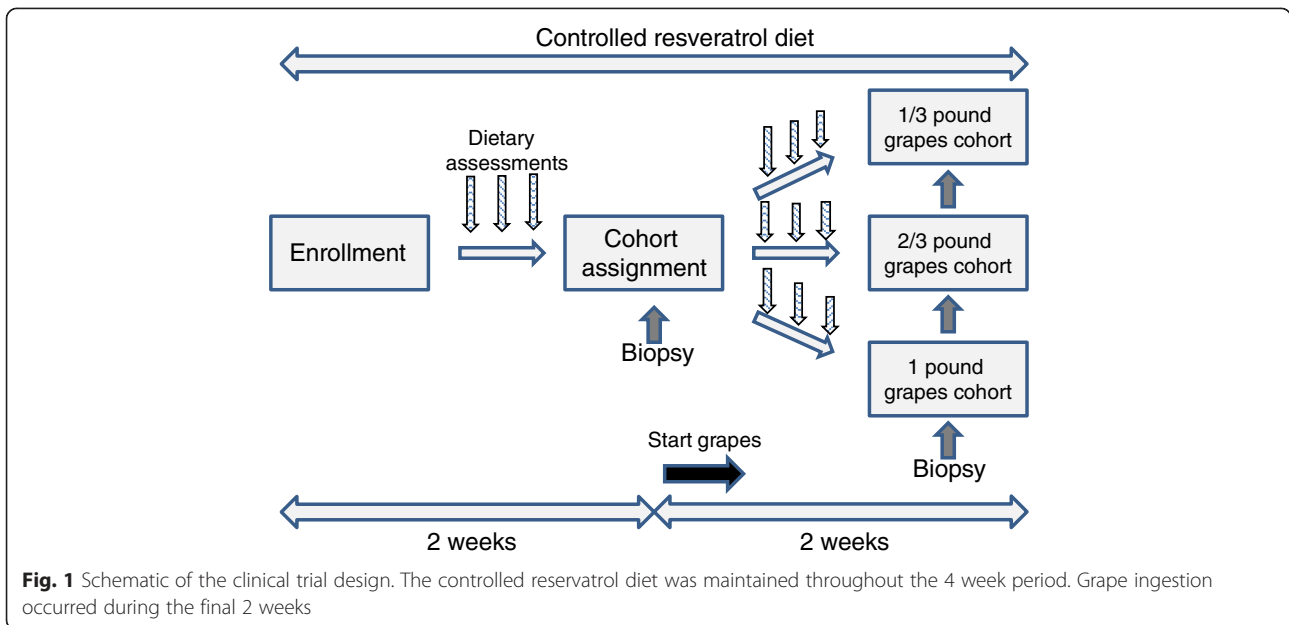 Controlled resveratrol diet
Dietary
assessments
Enrollment
Cohort
assignment
Biopsy
1/3 pound
grapes cohort
2/3 pound
grapes cohort
1 pound
grapes cohort
Biopsy
Start grapes
2 weeks
2 weeks
Fig. 1 Schematic of the clinical trial design. The controlled reservatrol diet was maintained throughout the 4 week period. Grape ingestion
occurred during the final 2 weeks